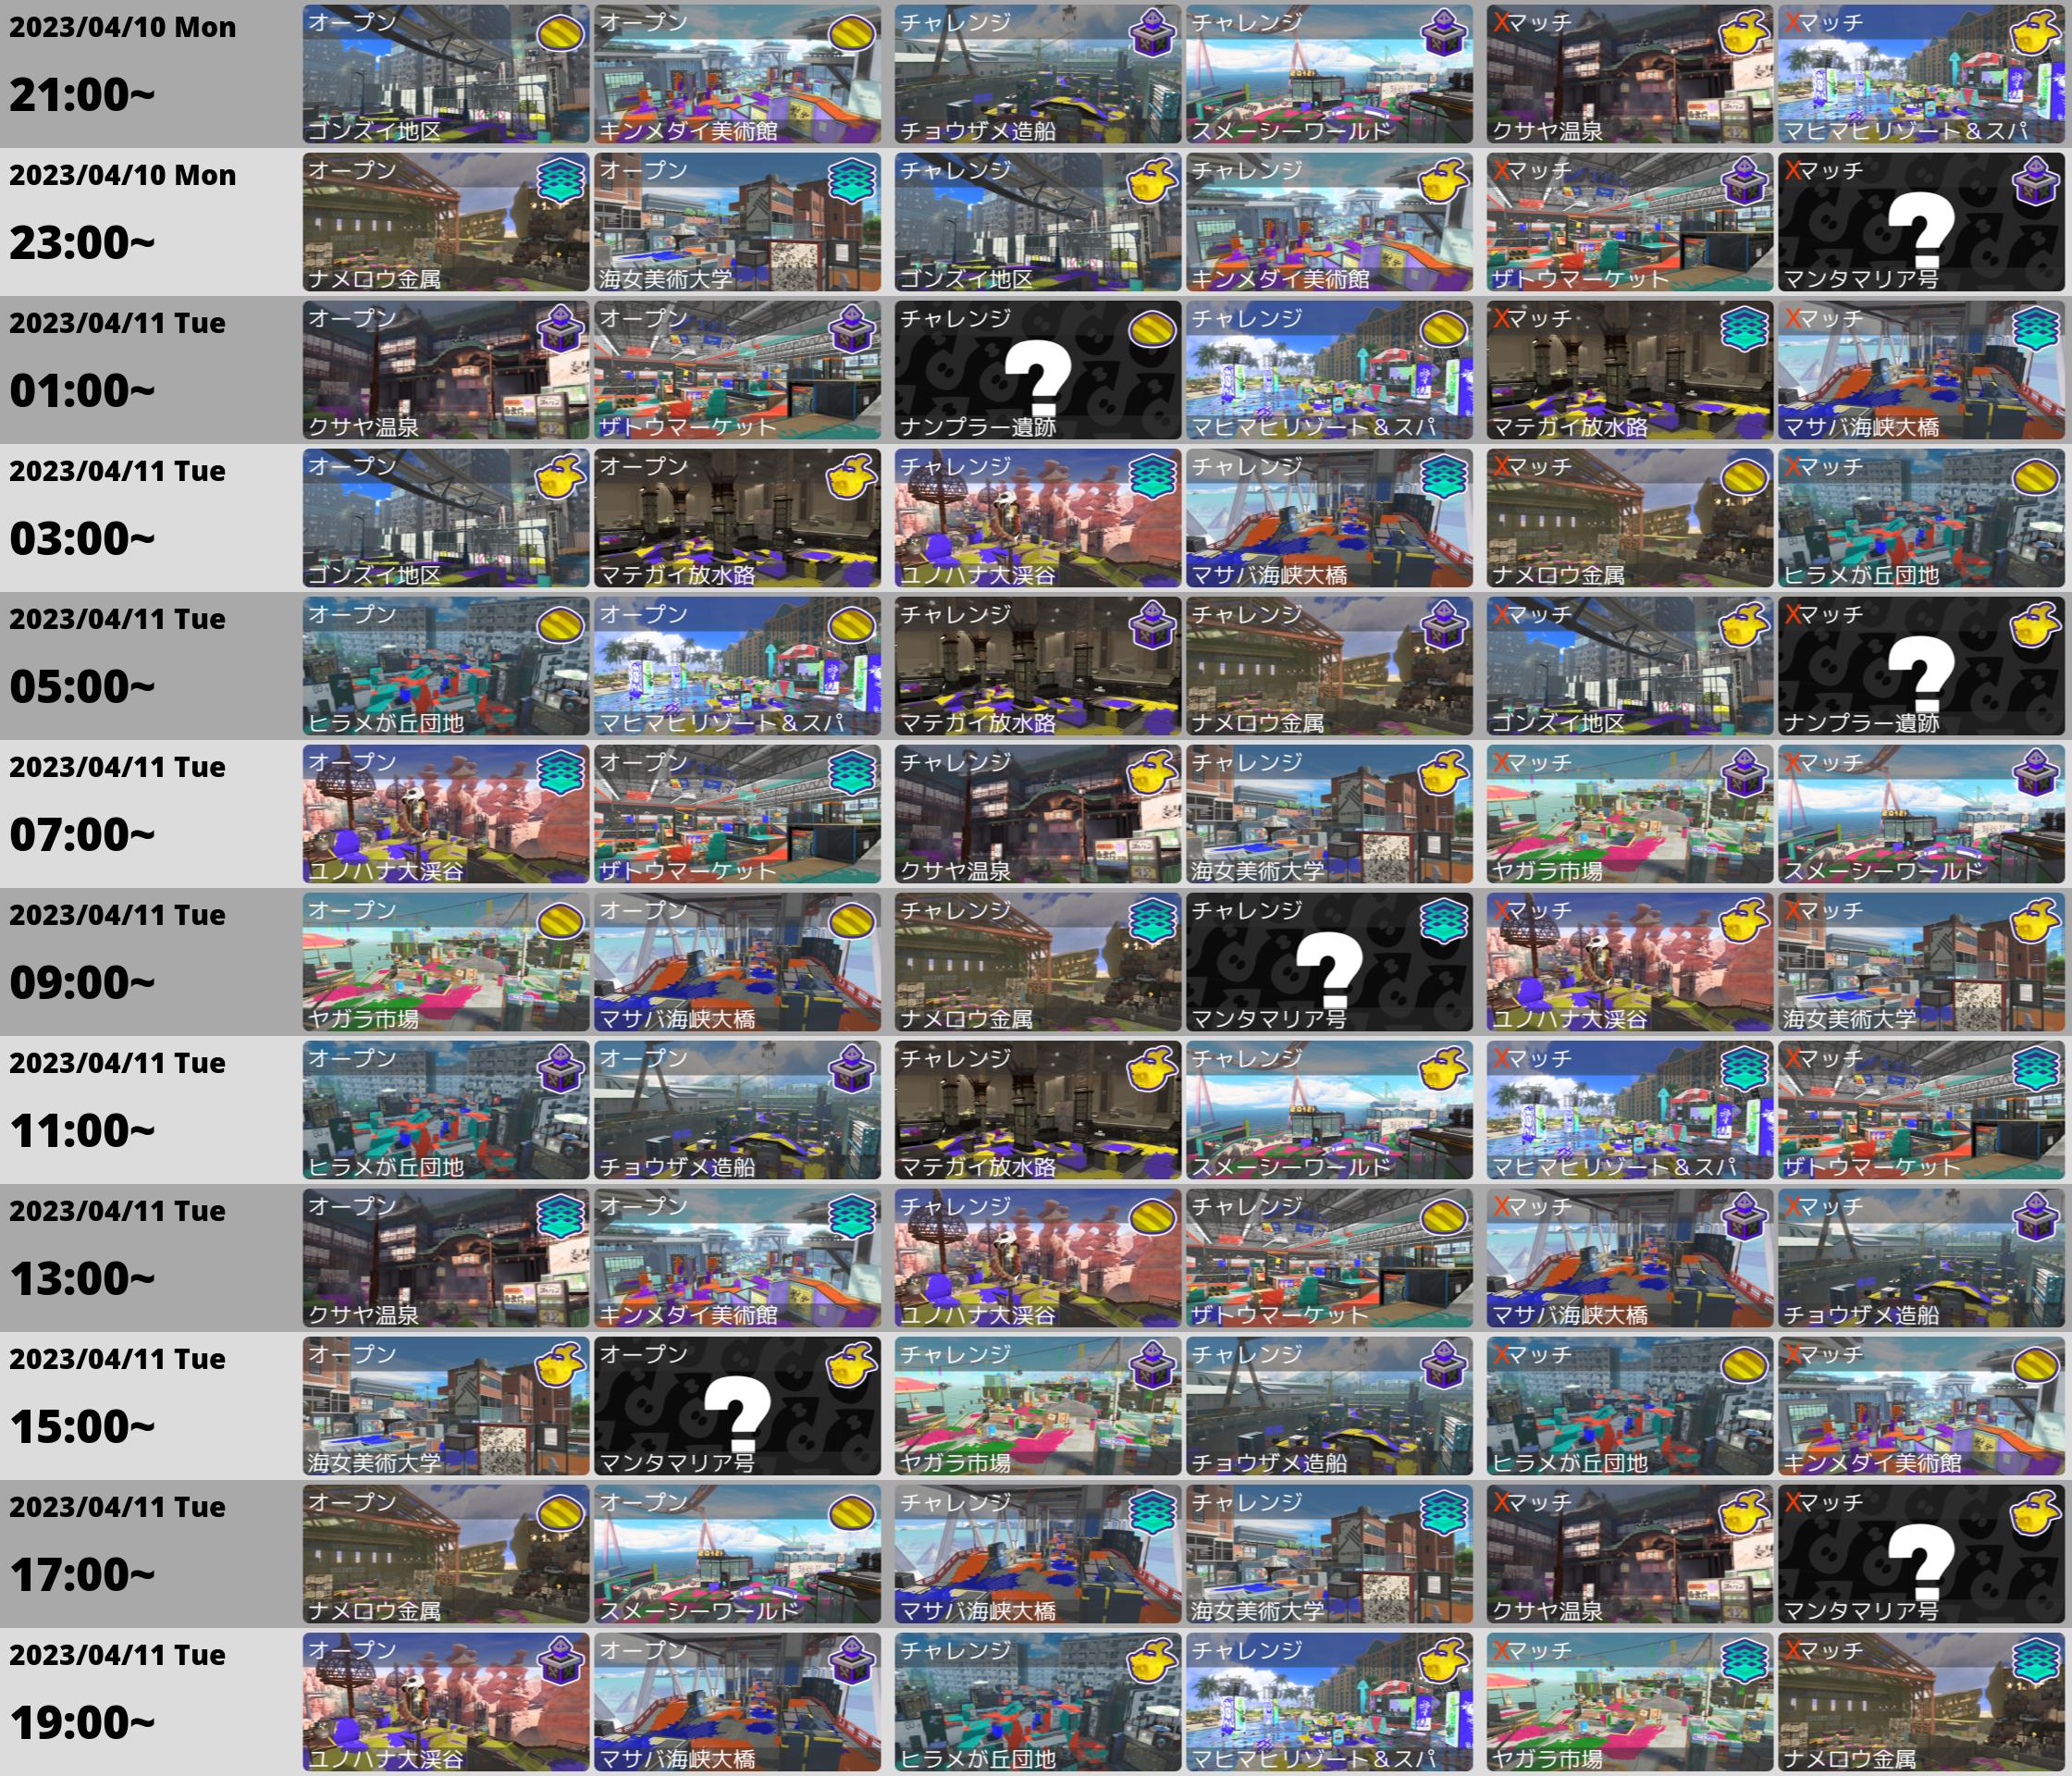 2023/04/10 Mon
21:00~
オープン オープン チャレンジ チャレンジ Xマッチ Xマッチ
ゴンズイ地区 キンメダイ美術館 チョウザメ造船 スメーシーワールド クサヤ温泉 マヒマヒリゾート＆スパ
2023/04/10 Mon
23:00~
オープン オープン チャレンジ チャレンジ Xマッチ Xマッチ
?
ナメロウ金属 海女美術大学 ゴンズイ地区 キンメダイ美術館 ザトウマーケット マンタマリア号
2023/04/11 Tue
01:00~
オープン オープン チャレンジ チャレンジ Xマッチ Xマッチ
?
クサヤ温泉 ザトウマーケット ナンプラー遺跡 マヒマヒリゾート＆スパ マテガイ放水路 マサバ海峡大橋
2023/04/11 Tue
03:00~
オープン オープン チャレンジ チャレンジ Xマッチ Xマッチ
ゴンズイ地区 マテガイ放水路 ユノハナ大渓谷 マサバ海峡大橋 ナメロウ金属 ヒラメが丘団地
2023/04/11 Tue
05:00~
オープン オープン チャレンジ チャレンジ Xマッチ Xマッチ
?
ヒラメが丘団地 マヒマヒリゾート＆スパ マテガイ放水路 ナメロウ金属 ゴンズイ地区 ナンプラー遺跡
2023/04/11 Tue
07:00~
オープン オープン チャレンジ チャレンジ Xマッチ Xマッチ
ユノハナ大渓谷 ザトウマーケット クサヤ温泉 海女美術大学 ヤガラ市場 スメーシーワールド
2023/04/11 Tue
09:00~
オープン オープン チャレンジ チャレンジ Xマッチ Xマッチ
?
ヤガラ市場 マサバ海峡大橋 ナメロウ金属 マンタマリア号 ユノハナ大渓谷 海女美術大学
2023/04/11 Tue
11:00~
オープン オープン チャレンジ チャレンジ Xマッチ Xマッチ
ヒラメが丘団地 チョウザメ造船 マテガイ放水路 スメーシーワールド マヒマヒリゾート＆スパ ザトウマーケット
2023/04/11 Tue
13:00~
オープン オープン チャレンジ チャレンジ Xマッチ Xマッチ
クサヤ温泉 キンメダイ美術館 ユノハナ大渓谷 ザトウマーケット マサバ海峡大橋 チョウザメ造船
2023/04/11 Tue
15:00~
オープン オープン チャレンジ チャレンジ Xマッチ Xマッチ
?
海女美術大学 マンタマリア号 ヤガラ市場 チョウザメ造船 ヒラメが丘団地 キンメダイ美術館
2023/04/11 Tue
17:00~
オープン オープン チャレンジ チャレンジ Xマッチ Xマッチ
?
ナメロウ金属 スメーシーワールド マサバ海峡大橋 海女美術大学 クサヤ温泉 マンタマリア号
2023/04/11 Tue
19:00~
オープン オープン チャレンジ チャレンジ Xマッチ Xマッチ
ユノハナ大渓谷 マサバ海峡大橋 ヒラメが丘団地 マヒマヒリゾート＆スパ ヤガラ市場 ナメロウ金属